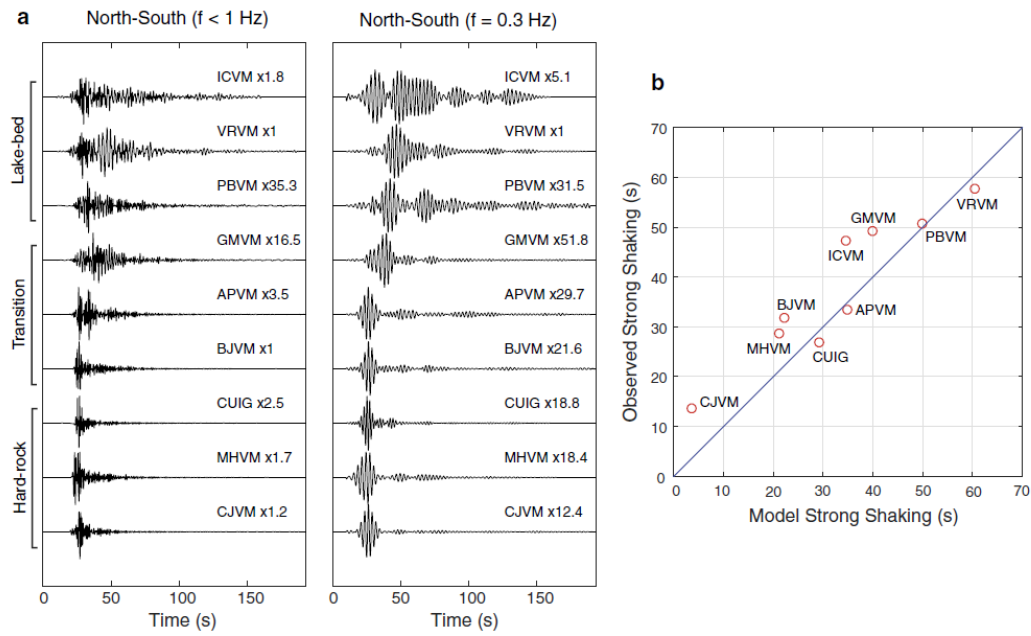 a
North-South (f < 1 Hz)
North-South (f = 0.3 Hz)
Lake-bed
Transition
Hard-rock
ICVM x1.8
VRVM x1
PBVM x35.3
GMVM x16.5
APVM x3.5
BJVM x1
CUIG x2.5
MHVM x1.7
CJVM x1.2
0 50 100 150
Time (s)
ICVM x5.1
VRVM x1
PBVM x31.5
GMVM x51.8
APVM x29.7
BJVM x21.6
CUIG x18.8
MHVM x18.4
CJVM x12.4
0 50 100 150
Time (s)
b
Observed Strong Shaking (s)
70
60
50
40
30
20
10
0
VRVM
GMVM
PBVM
ICVM
BJVM
APVM
MHVM
CUIG
CJVM
0 10 20 30 40 50 60 70
Model Strong Shaking (s)